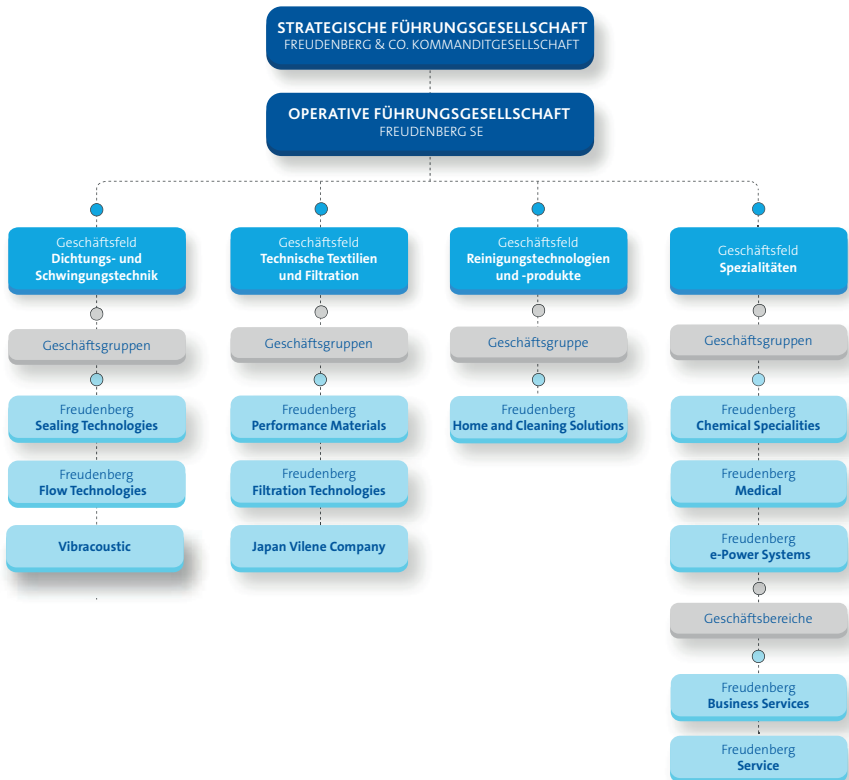 STRATEGISCHE FÜHRUNGSGESELLSCHAFT
FREUDENBERG & CO. KOMMANDITGESELLSCHAFT
OPERATIVE FÜHRUNGSGESELLSCHAFT
FREUDENBERG SE
Geschäftsfeld
Dichtungs- und
Schwingungstechnik
Geschäftsgruppen
Freudenberg
Sealing Technologies
Freudenberg
Flow Technologies
Vibracoustic
Geschäftsfeld
Technische Textilien
und Filtration
Geschäftsgruppen
Freudenberg
Performance Materials
Freudenberg
Filtration Technologies
Japan Vilene Company
Geschäftsfeld
Reinigungstechnologien
und -produkte
Geschäftsgruppe
Freudenberg
Home and Cleaning Solutions
Geschäftsfeld
Spezialitäten
Geschäftsgruppen
Freudenberg
Chemical Specialities
Freudenberg
Medical
Freudenberg
e-Power Systems
Geschäftsbereiche
Freudenberg
Business Services
Freudenberg
Service